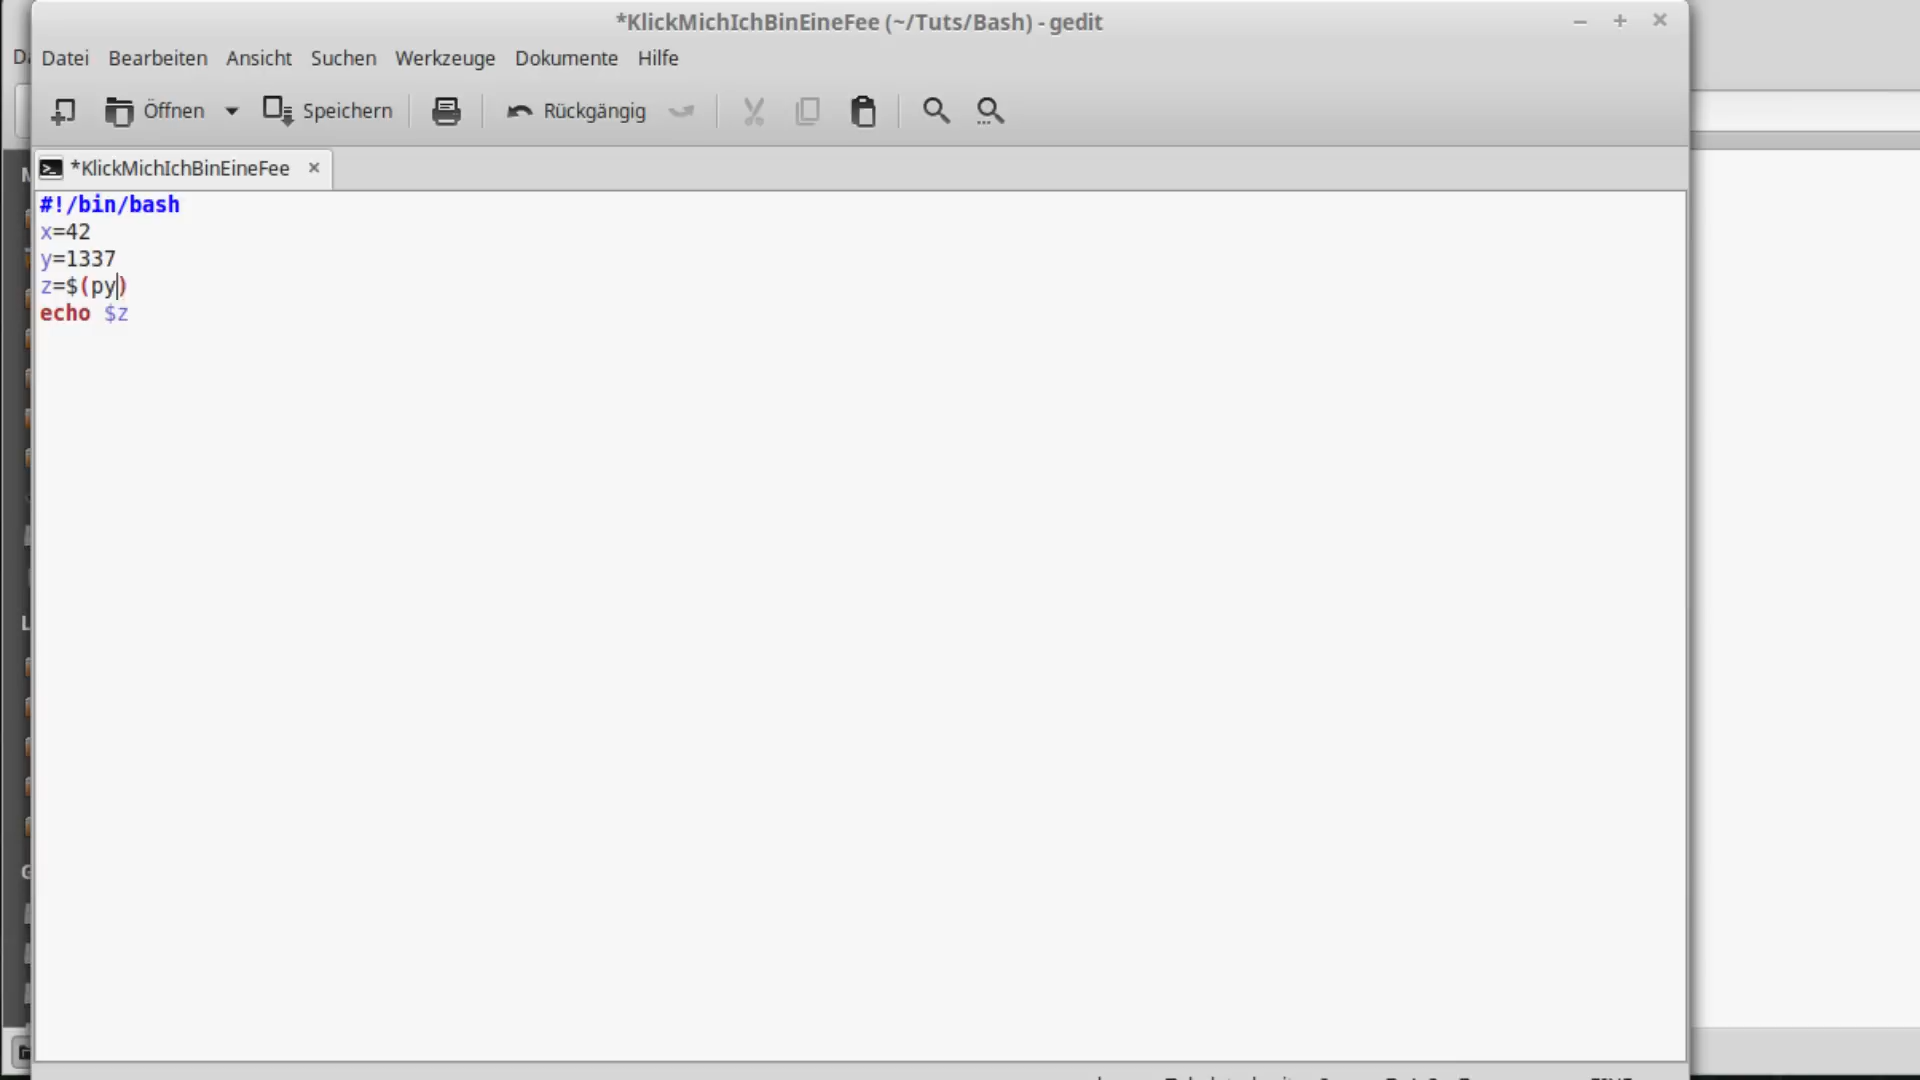 *KlickMichIchBinEineFee (~/Tuts/Bash) - gedit
Datei Bearbeiten Ansicht Suchen Werkzeuge Dokumente Hilfe
Öffnen Speichern Rückgängig
*KlickMichIchBinEineFee
#!/bin/bash
x=42
y=1337
z=$(py)
echo $z